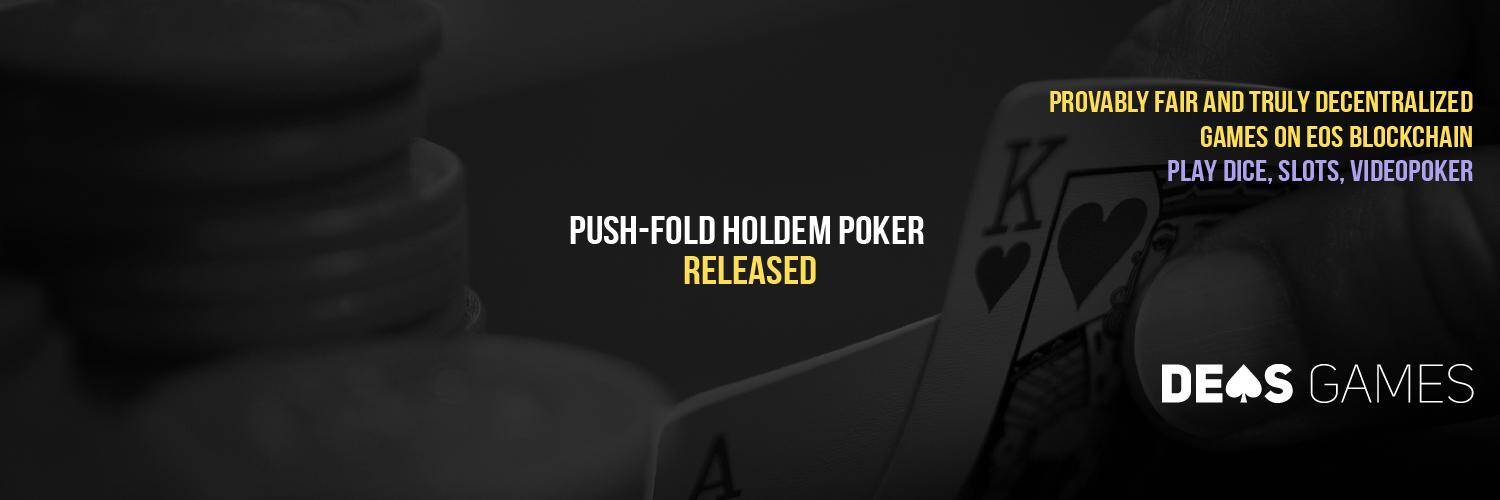 PROVABLY FAIR AND TRULY DECENTRALIZED
GAMES ON EOS BLOCKCHAIN
PLAY DICE, SLOTS, VIDEOPOKER
PUSH-FOLD HOLDEM POKER
RELEASED
K
A
DE♠S GAMES